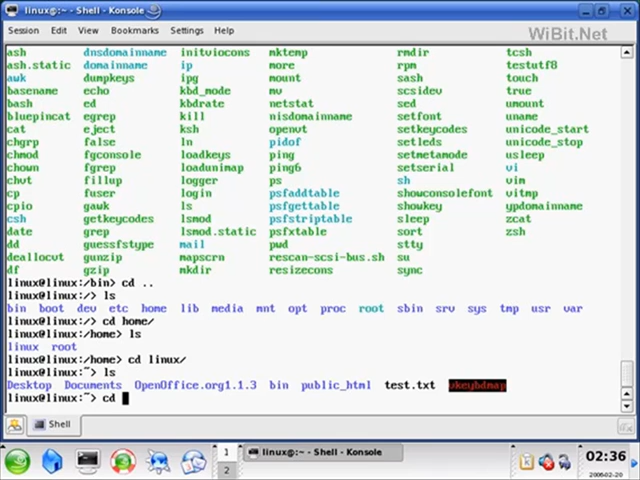 linux@:~ - Shell - Konsole
Session Edit View Bookmarks Settings Help
WiBit.Net
ash dnsdomainname initviocons mktemp rmdir tcsh
ash.static domainname ip more rpm testutf8
awk dumpkeys ipg mount sash touch
basename echo kbd_mode mv scsidev true
bash ed kbdrate netstat sed umount
bluepincat egrep kill nisdomainname setfont uname
cat eject ksh openvt setkeycodes unicode_start
chgrp false ln pidof setleds unicode_stop
chmod fgconsole loadkeys ping setmetamode usleep
chown fgrep loadunimap ping6 setserial vi
chvt fillup logger ps sh vim
cp fuser login psfaddtable showconsolefont vitmp
cpio gawk ls psfgettable showkey ypdomainname
csh getkeycodes lsmod psfstriptable sleep zcat
date grep lsmod.static psfxtable sort zsh
dd guessfstype mail pwd stty
deallocvt gunzip mapscrn rescan-scsi-bus.sh su
df gzip mkdir resizecons sync
linux@linux:/bin> cd ..
linux@linux:/> ls
bin boot dev etc home lib media mnt opt proc root sbin srv sys tmp usr var
linux@linux:/> cd home/
linux@linux:/home> ls
linux root
linux@linux:/home> cd linux/
linux@linux:~> ls
Desktop Documents OpenOffice.org1.1.3 bin public_html test.txt vkeybdmap
linux@linux:~> cd
Shell
1
2
linux@:~ - Shell - Konsole
02:36
2006-02-20